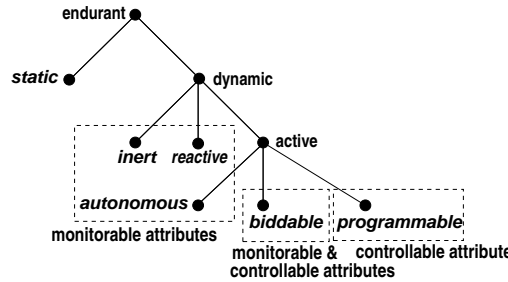 endurant
static
dynamic
inert
reactive
active
autonomous
biddable
programmable
monitorable attributes
monitorable &
controllable attributes
controllable attribute